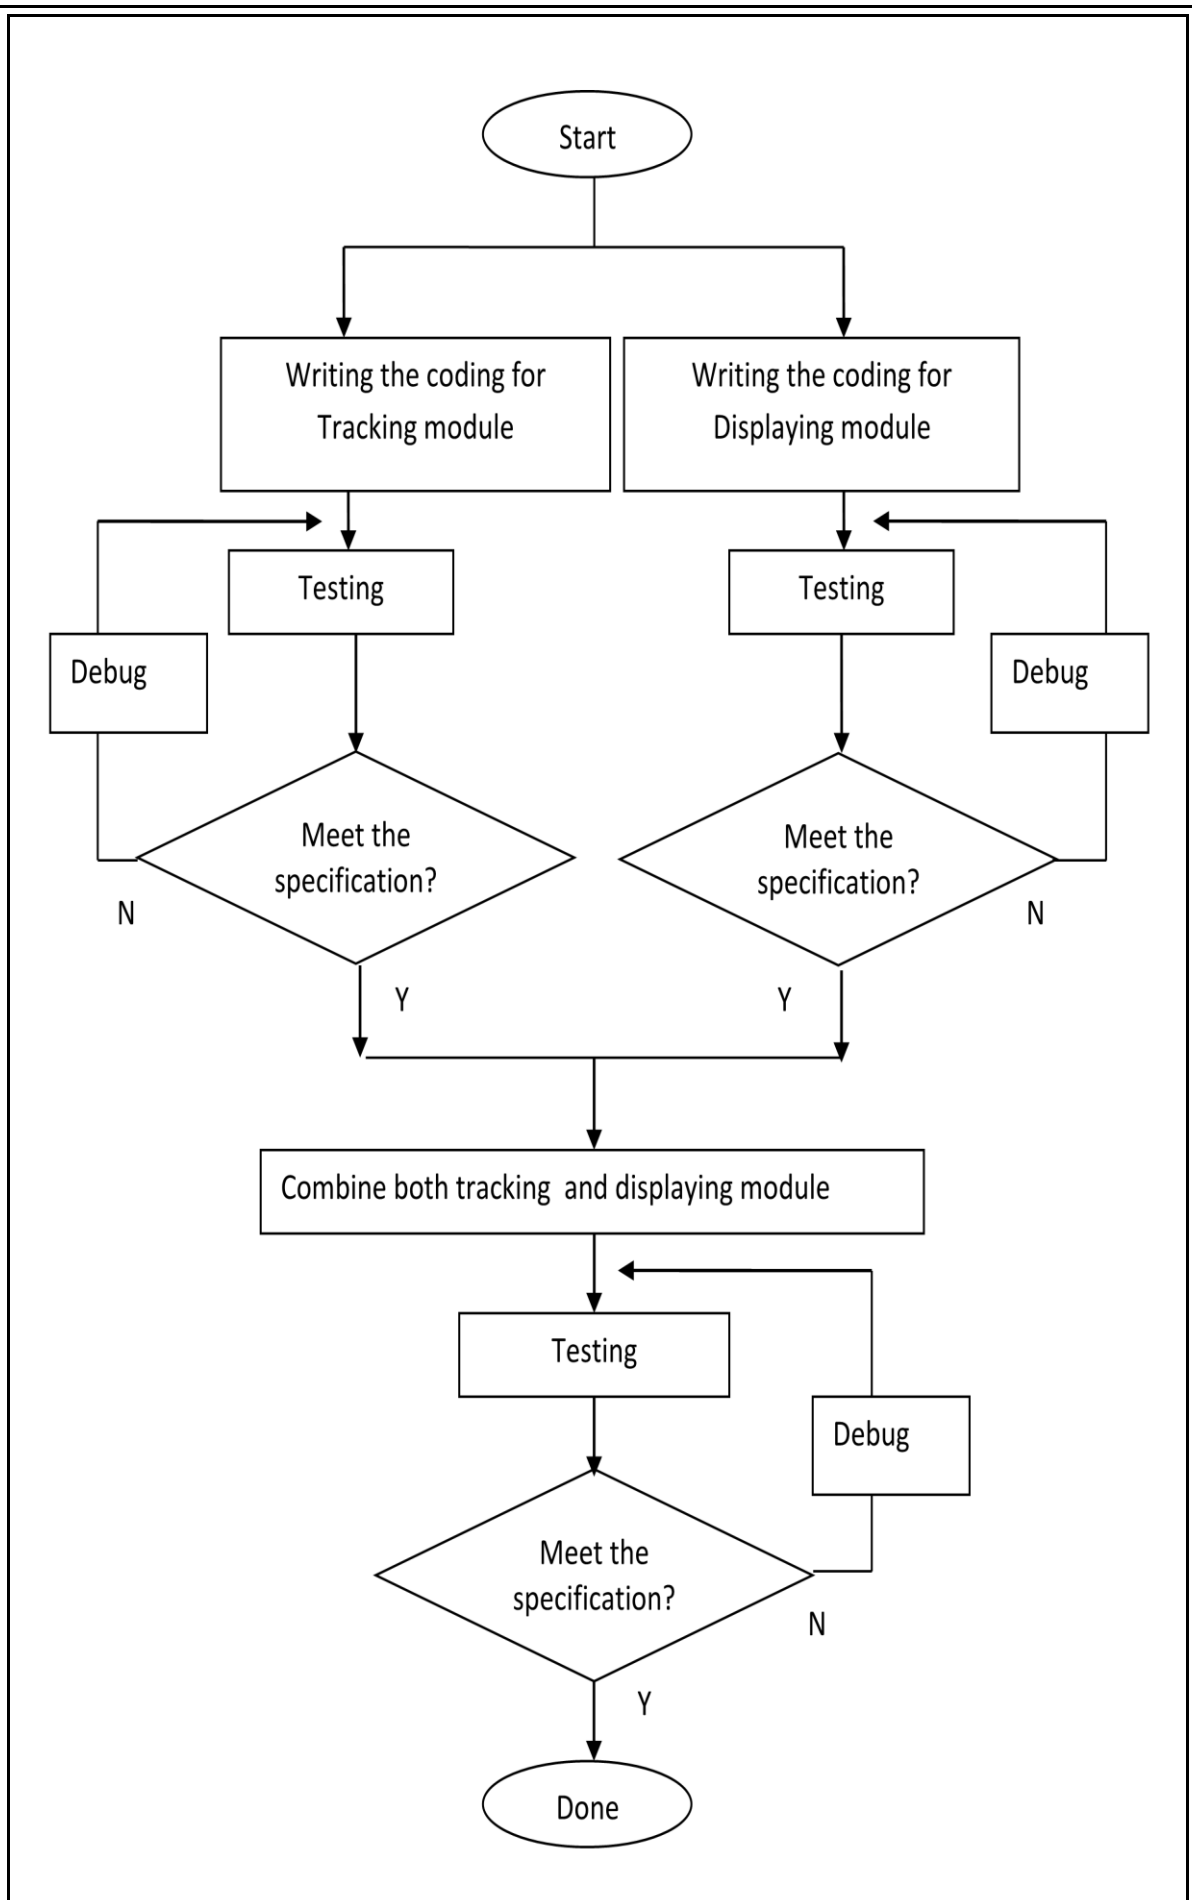 Start
Writing the coding for
Tracking module
Writing the coding for
Displaying module
Testing
Testing
Debug
Debug
Meet the
specification?
Meet the
specification?
N
N
Y
Y
Combine both tracking  and displaying module
Testing
Debug
Meet the
specification?
N
Y
Done